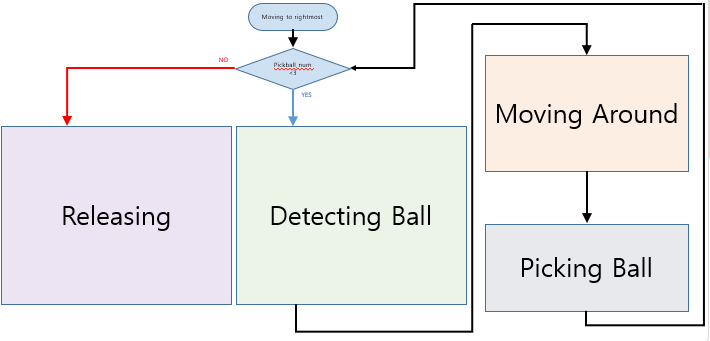 Moving to rightmost
NO
Pickball_num
<3
YES
Moving Around
Releasing
Detecting Ball
Picking Ball